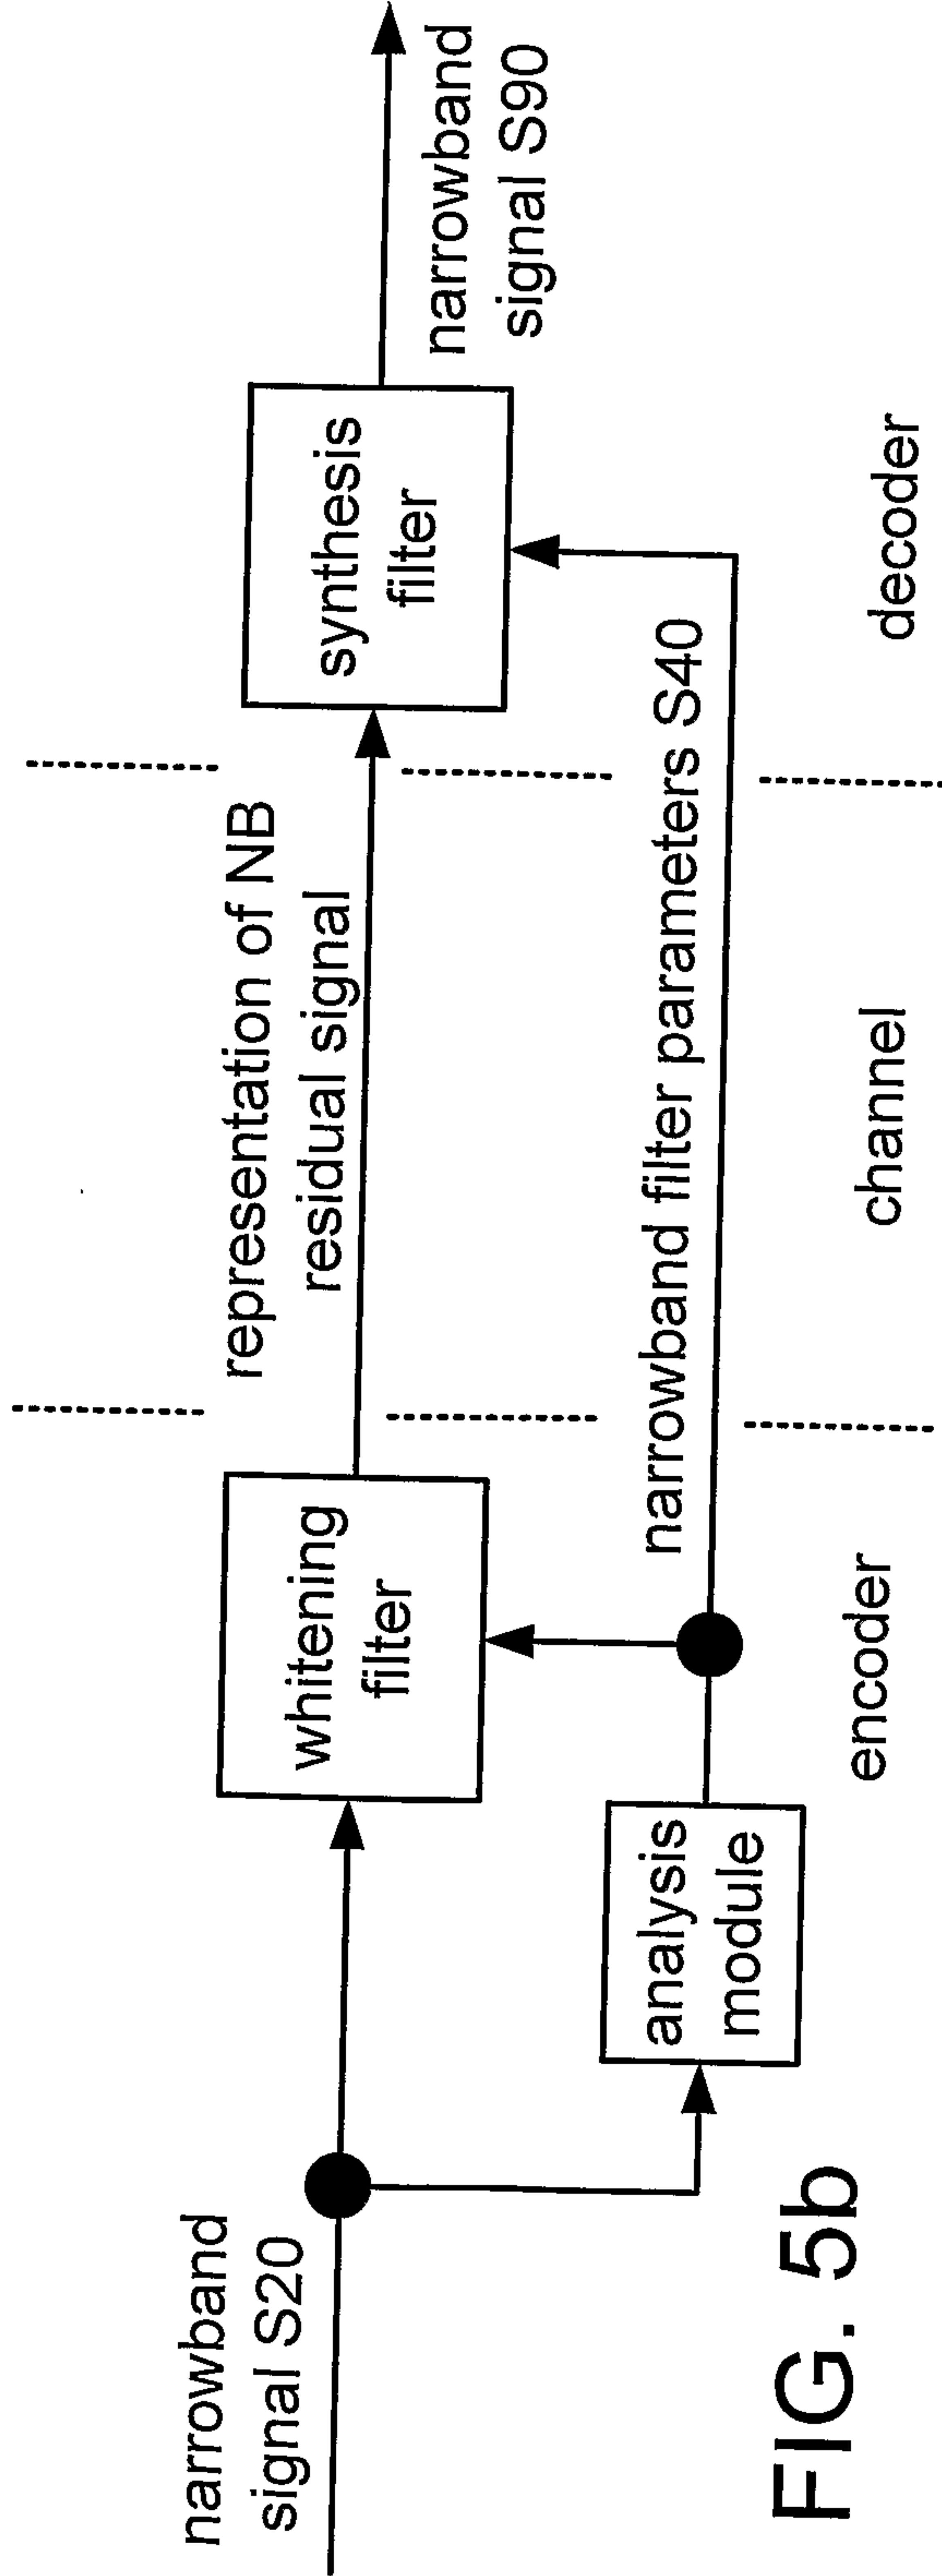 narrowband
signal S20
whitening
filter
representation of NB
residual signal
synthesis
filter
narrowband
signal S90
analysis
module
narrowband filter parameters S40
encoder
channel
decoder
FIG. 5b